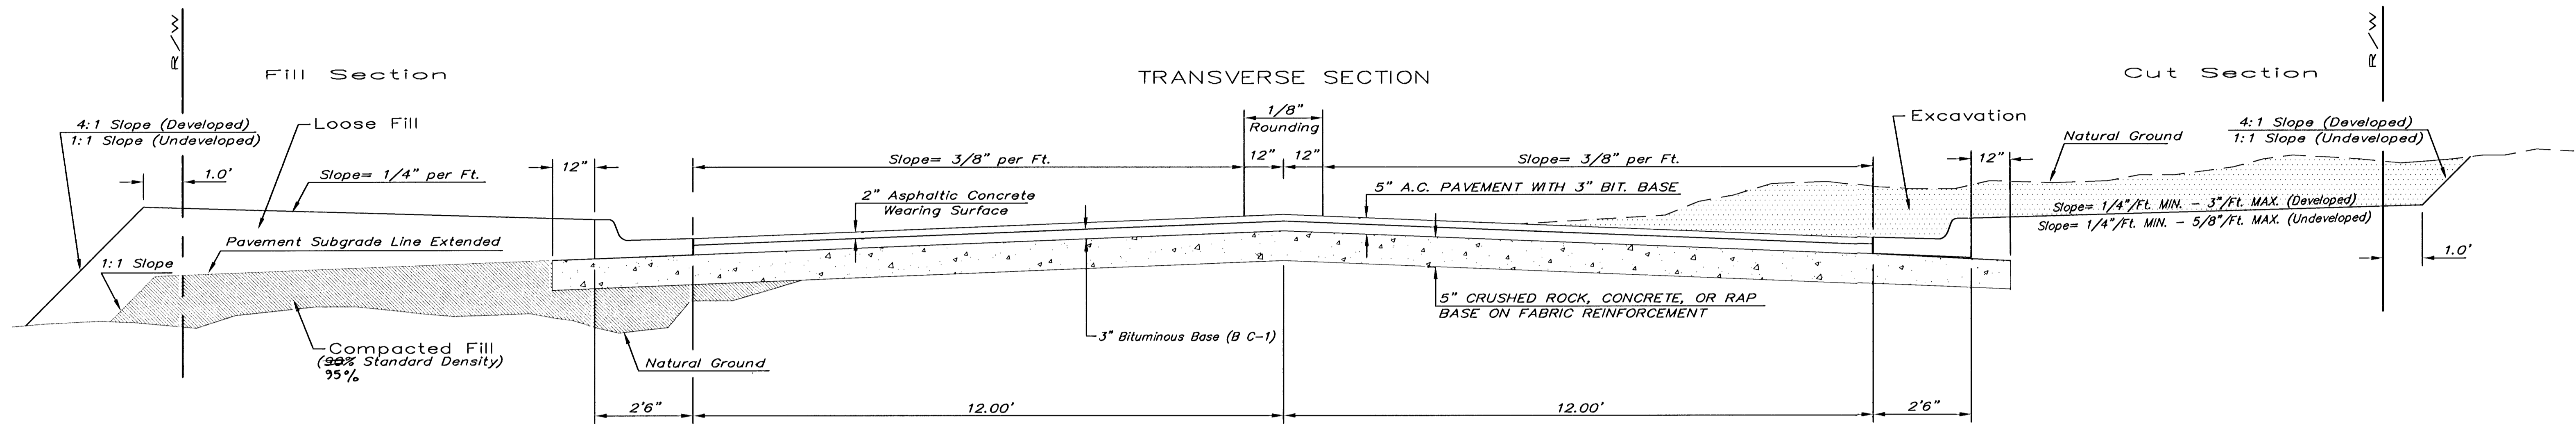 R/W
R/W
Fill Section
TRANSVERSE SECTION
Cut Section
4:1 Slope (Developed)
1:1 Slope (Undeveloped)
Loose Fill
1/8"
Rounding
Excavation
Natural Ground
4:1 Slope (Developed)
1:1 Slope (Undeveloped)
12"
Slope= 3/8" per Ft.
12"
12"
Slope= 3/8" per Ft.
12"
1.0'
Slope= 1/4" per Ft.
2" Asphaltic Concrete
Wearing Surface
5" A.C. PAVEMENT WITH 3" BIT. BASE
Slope= 1/4"/Ft. MIN. - 3"/Ft. MAX. (Developed)
Slope= 1/4"/Ft. MIN. - 5/8"/Ft. MAX. (Undeveloped)
Pavement Subgrade Line Extended
1:1 Slope
1.0'
5" CRUSHED ROCK, CONCRETE, OR RAP
BASE ON FABRIC REINFORCEMENT
3" Bituminous Base (B C-1)
Compacted Fill
(90% Standard Density)
95%
Natural Ground
2'6"
12.00'
12.00'
2'6"